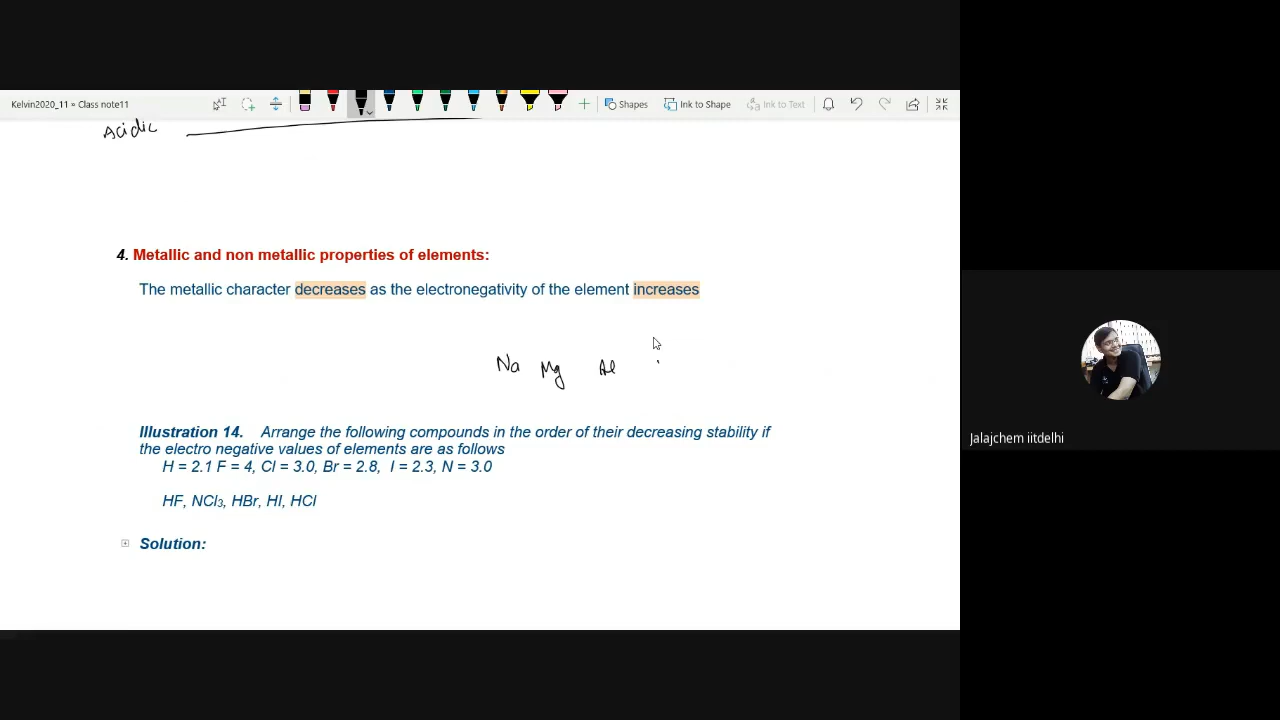 Kelvin2020_11 » Class note11
Shapes Ink to Shape Ink to Text
Acidic
4. Metallic and non metallic properties of elements:
The metallic character decreases as the electronegativity of the element increases
Na Mg Al
Illustration 14. Arrange the following compounds in the order of their decreasing stability if
the electro negative values of elements are as follows
H = 2.1 F = 4, Cl = 3.0, Br = 2.8, I = 2.3, N = 3.0
HF, NCl₃, HBr, HI, HCl
Solution:
Jalajchem iitdelhi